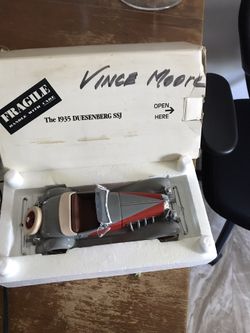 VINCE MOORE
FRAGILE
HANDLE WITH CARE
The 1935 DUESENBERG SSJ
OPEN
HERE